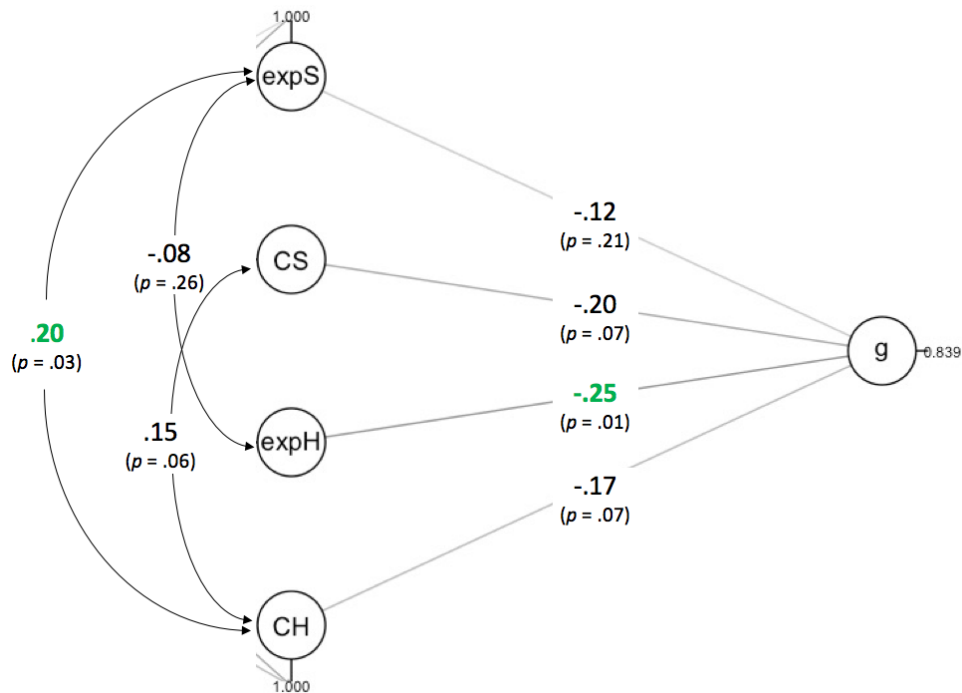 1.000
expS
-.12
(p = .21)
-.08
(p = .26)
CS
-.20
(p = .07)
.20
(p = .03)
g
0.839
-.25
(p = .01)
.15
(p = .06)
expH
-.17
(p = .07)
CH
1.000